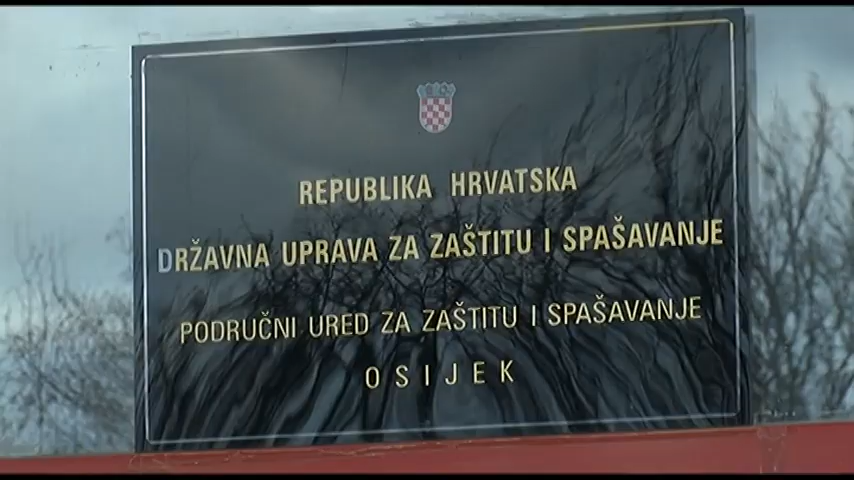 REPUBLIKA HRVATSKA
DRŽAVNA UPRAVA ZA ZAŠTITU I SPAŠAVANJE
PODRUČNI URED ZA ZAŠTITU I SPAŠAVANJE
OSIJEK